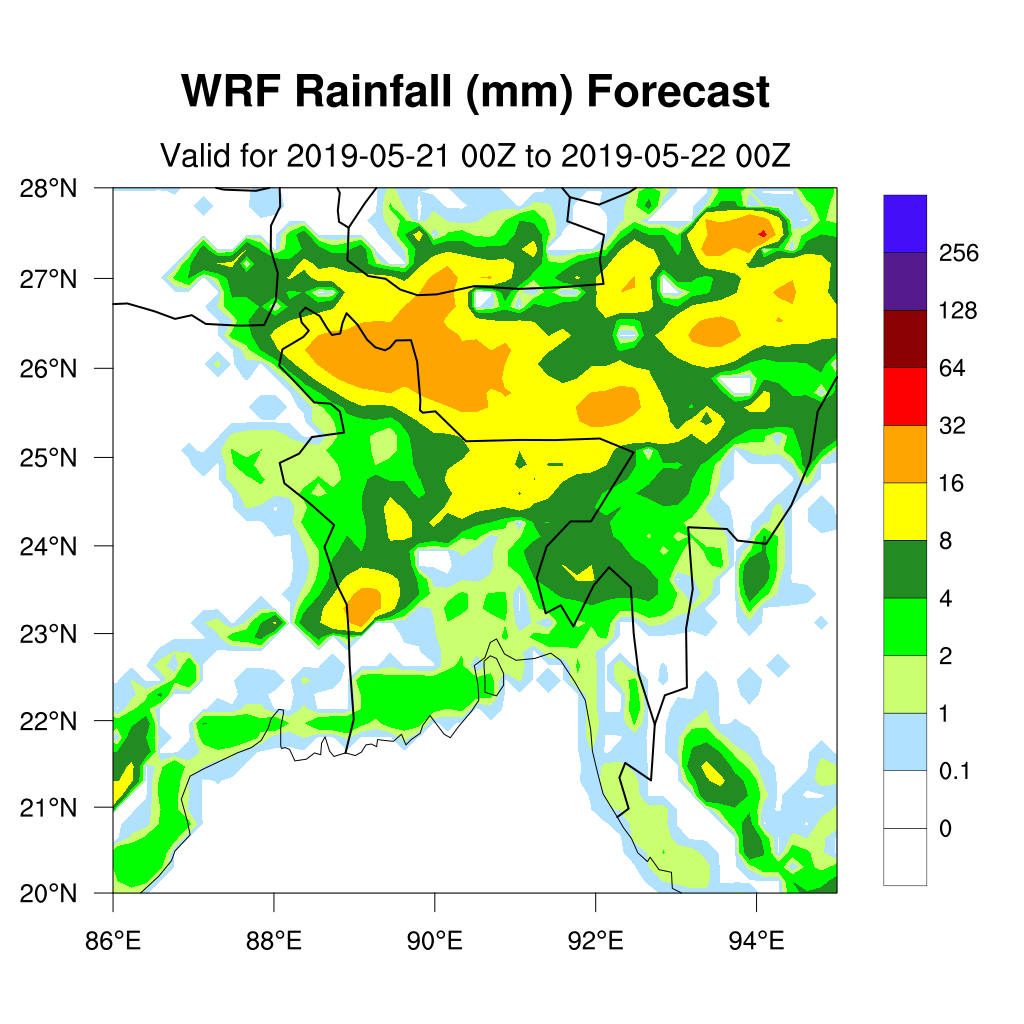 WRF Rainfall (mm) Forecast
Valid for 2019-05-21 00Z to 2019-05-22 00Z
28°N
27°N
26°N
25°N
24°N
23°N
22°N
21°N
20°N
86°E 88°E 90°E 92°E 94°E
256
128
64
32
16
8
4
2
1
0.1
0